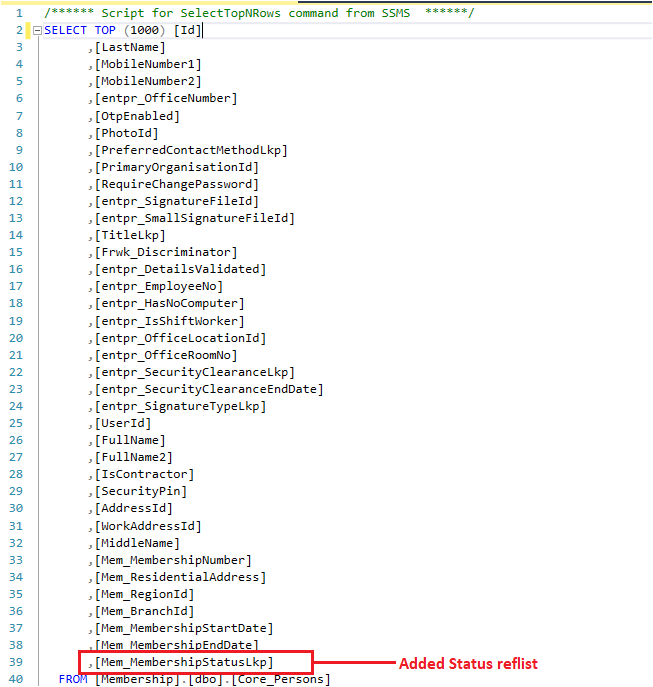 1 /****** Script for SelectTopNRows command from SSMS ******/
2 SELECT TOP (1000) [Id]
3 ,[LastName]
4 ,[MobileNumber1]
5 ,[MobileNumber2]
6 ,[entpr_OfficeNumber]
7 ,[OtpEnabled]
8 ,[PhotoId]
9 ,[PreferredContactMethodLkp]
10 ,[PrimaryOrganisationId]
11 ,[RequireChangePassword]
12 ,[entpr_SignatureFileId]
13 ,[entpr_SmallSignatureFileId]
14 ,[TitleLkp]
15 ,[Frwk_Discriminator]
16 ,[entpr_DetailsValidated]
17 ,[entpr_EmployeeNo]
18 ,[entpr_HasNoComputer]
19 ,[entpr_IsShiftWorker]
20 ,[entpr_OfficeLocationId]
21 ,[entpr_OfficeRoomNo]
22 ,[entpr_SecurityClearanceLkp]
23 ,[entpr_SecurityClearanceEndDate]
24 ,[entpr_SignatureTypeLkp]
25 ,[UserId]
26 ,[FullName]
27 ,[FullName2]
28 ,[IsContractor]
29 ,[SecurityPin]
30 ,[AddressId]
31 ,[WorkAddressId]
32 ,[MiddleName]
33 ,[Mem_MembershipNumber]
34 ,[Mem_ResidentialAddress]
35 ,[Mem_RegionId]
36 ,[Mem_BranchId]
37 ,[Mem_MembershipStartDate]
38 ,[Mem_MembershipEndDate]
39 ,[Mem_MembershipStatusLkp] Added Status reflist
40 FROM [Membership].[dbo].[Core_Persons]